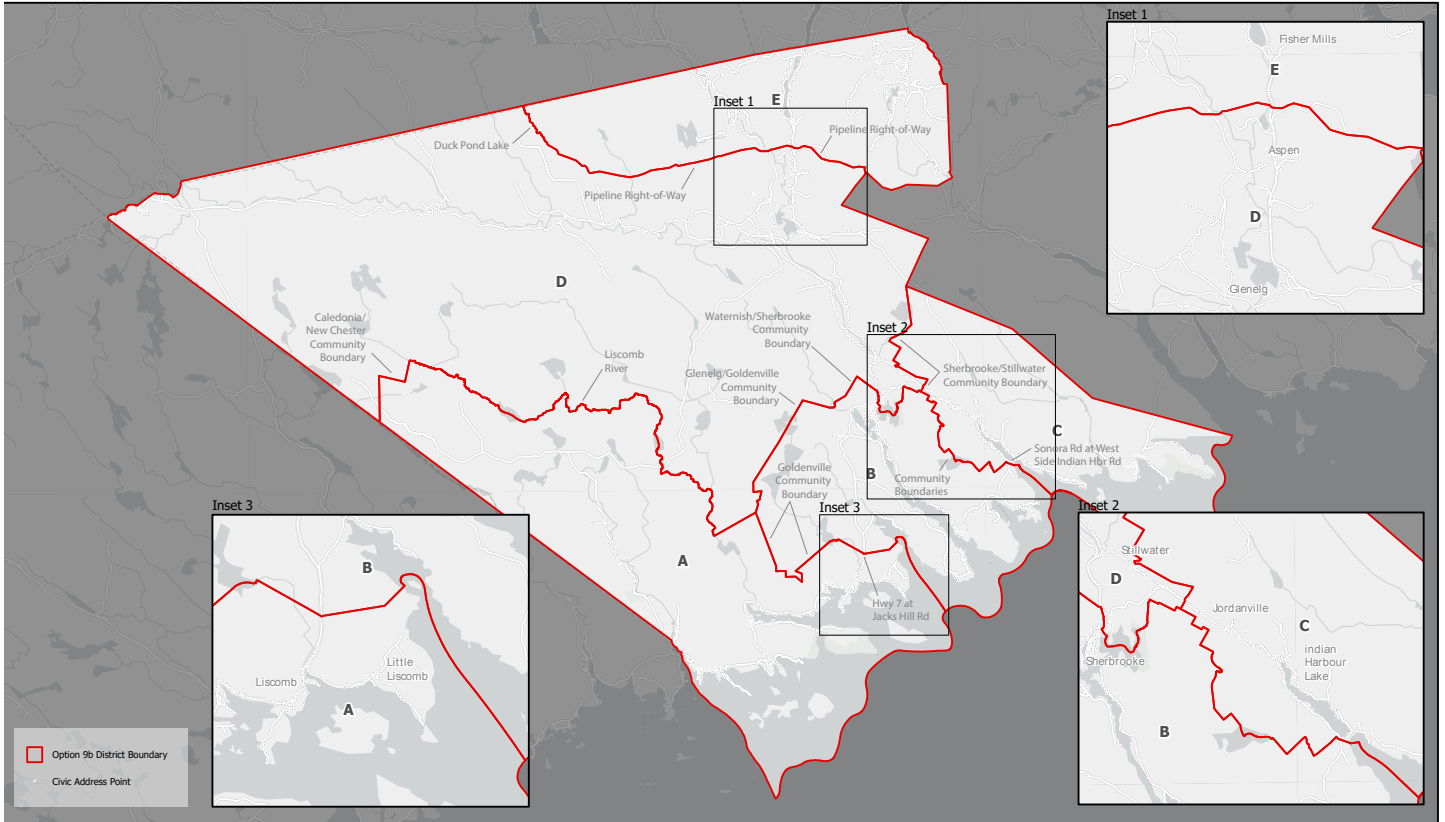 Inset 1
Fisher Mills
E
Aspen
D
Glenelg
E
Inset 1
Duck Pond Lake
Pipeline Right-of-Way
Pipeline Right-of-Way
D
Caledonia/
New Chester
Community
Boundary
Liscomb
River
Waternish/Sherbrooke
Community
Boundary
Glenelg/Goldenville
Community
Boundary
Inset 2
Sherbrooke/Stillwater
Community Boundary
C
Sonora Rd at West
Side Indian Hbr Rd
B
Community
Boundaries
Goldenville
Community
Boundary
Inset 3
A
Hwy 7 at
Jacks Hill Rd
Inset 3
B
Little
Liscomb
Liscomb
A
Inset 2
Stillwater
D
Jordanville
C
indian
Harbour
Lake
Sherbrooke
B
Option 9b District Boundary
Civic Address Point